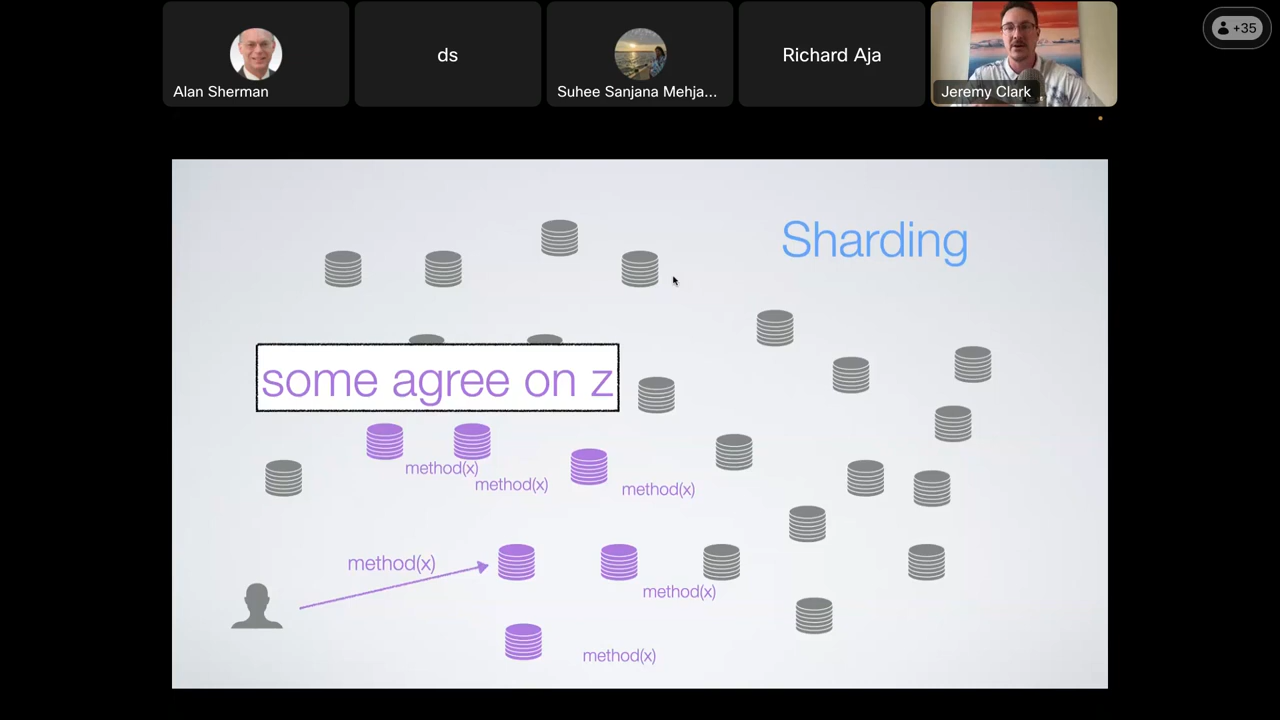 Alan Sherman
ds
Suhee Sanjana Mehja...
Richard Aja
Jeremy Clark
+35
Sharding
some agree on z
method(x)
method(x)
method(x)
method(x)
method(x)
method(x)